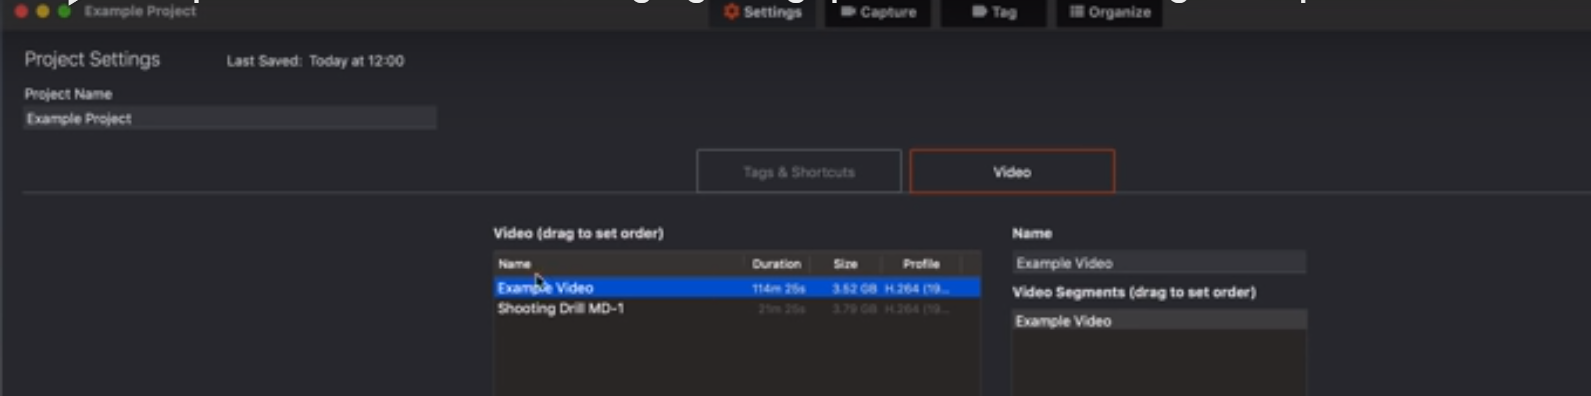 Example Project
Settings Capture Tag Organize
Project Settings Last Saved: Today at 12:00
Project Name
Example Project
Tags & Shortcuts Video
Video (drag to set order) Name
Name Duration Size Profile Example Video
Example Video 114m 25s 3.52 GB H.264 (19...
Video Segments (drag to set order)
Shooting Drill MD-1 21m 25s 3.79 GB H.264 (19...
Example Video